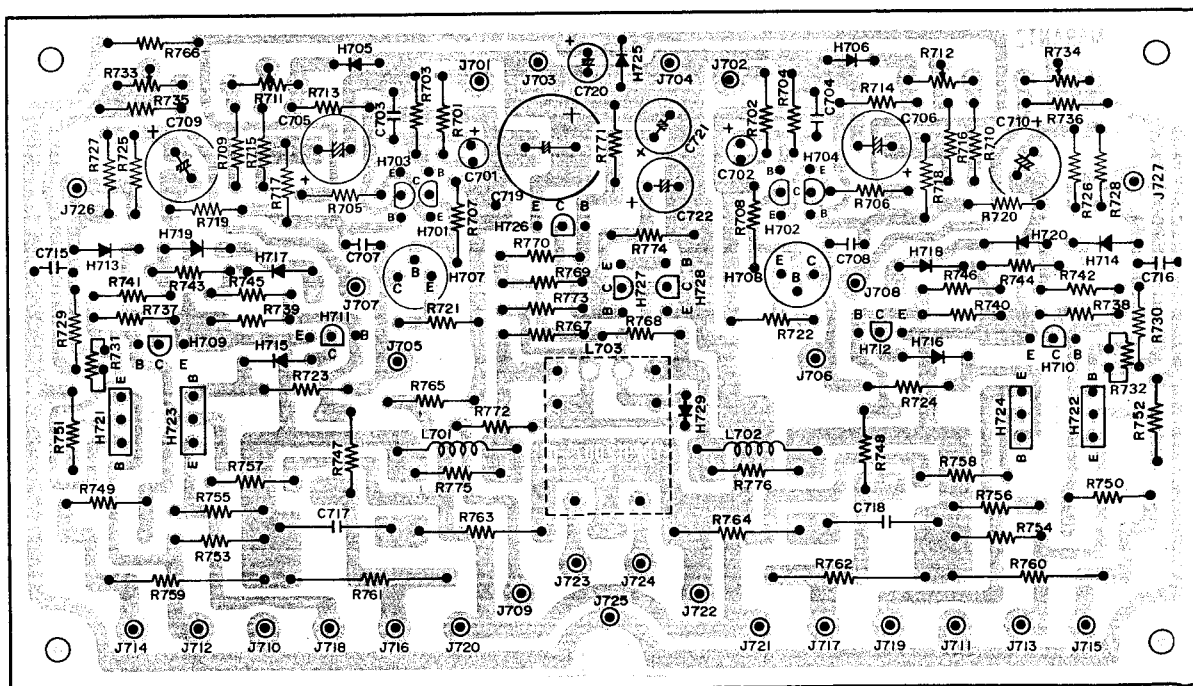 R766
H705
J701
J703
C720
H725
J704
J702
H706
R712
R734
R733
R735
R711
R713
C703
R703
R701
R702
R704
C704
R714
R736
C709
C705
C721
C706
C710
R727
R725
R709
R715
R717
H703
C701
C719
R771
C702
H704
R718
R716
R710
R726
R728
J726
R719
R705
H701
R707
H726
C722
R708
H702
R706
R720
J727
C715
H713
H719
H717
C707
H707
R770
R774
H708
C708
H718
H720
H714
C716
R741
R743
R745
J707
R769
H727
H728
J708
R746
R744
R742
R729
R737
R739
H711
R721
R773
R722
R740
R738
R730
R731
H709
H715
J705
R767
R768
L703
J706
H712
H716
H710
R732
R751
H721
H723
R723
R765
R772
H729
R724
H724
H722
R752
R747
L701
R775
L702
R776
R748
R749
R757
R755
R758
R756
R750
R753
C717
R763
R764
C718
R754
R759
R761
J709
J723
J724
J725
J722
R762
R760
J714
J712
J710
J718
J716
J720
J721
J717
J719
J711
J713
J715
E
B
E
B
B
E
C
B
E
E
C
B
E
C
B
B
C
E
B
C
E
E
B
C
B
E
E
B
B
E
B
C
E
E
C
B
E
B
B
E